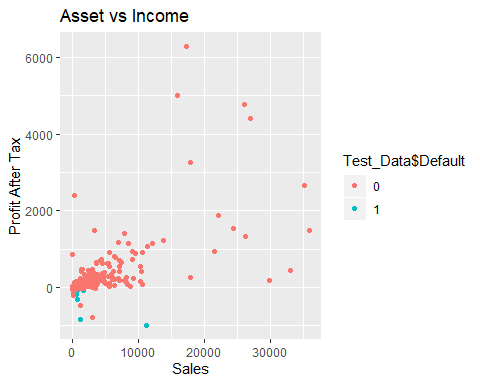 Asset vs Income
6000
4000
2000
0
Profit After Tax
0
10000
20000
30000
Sales
Test_Data$Default
0
1